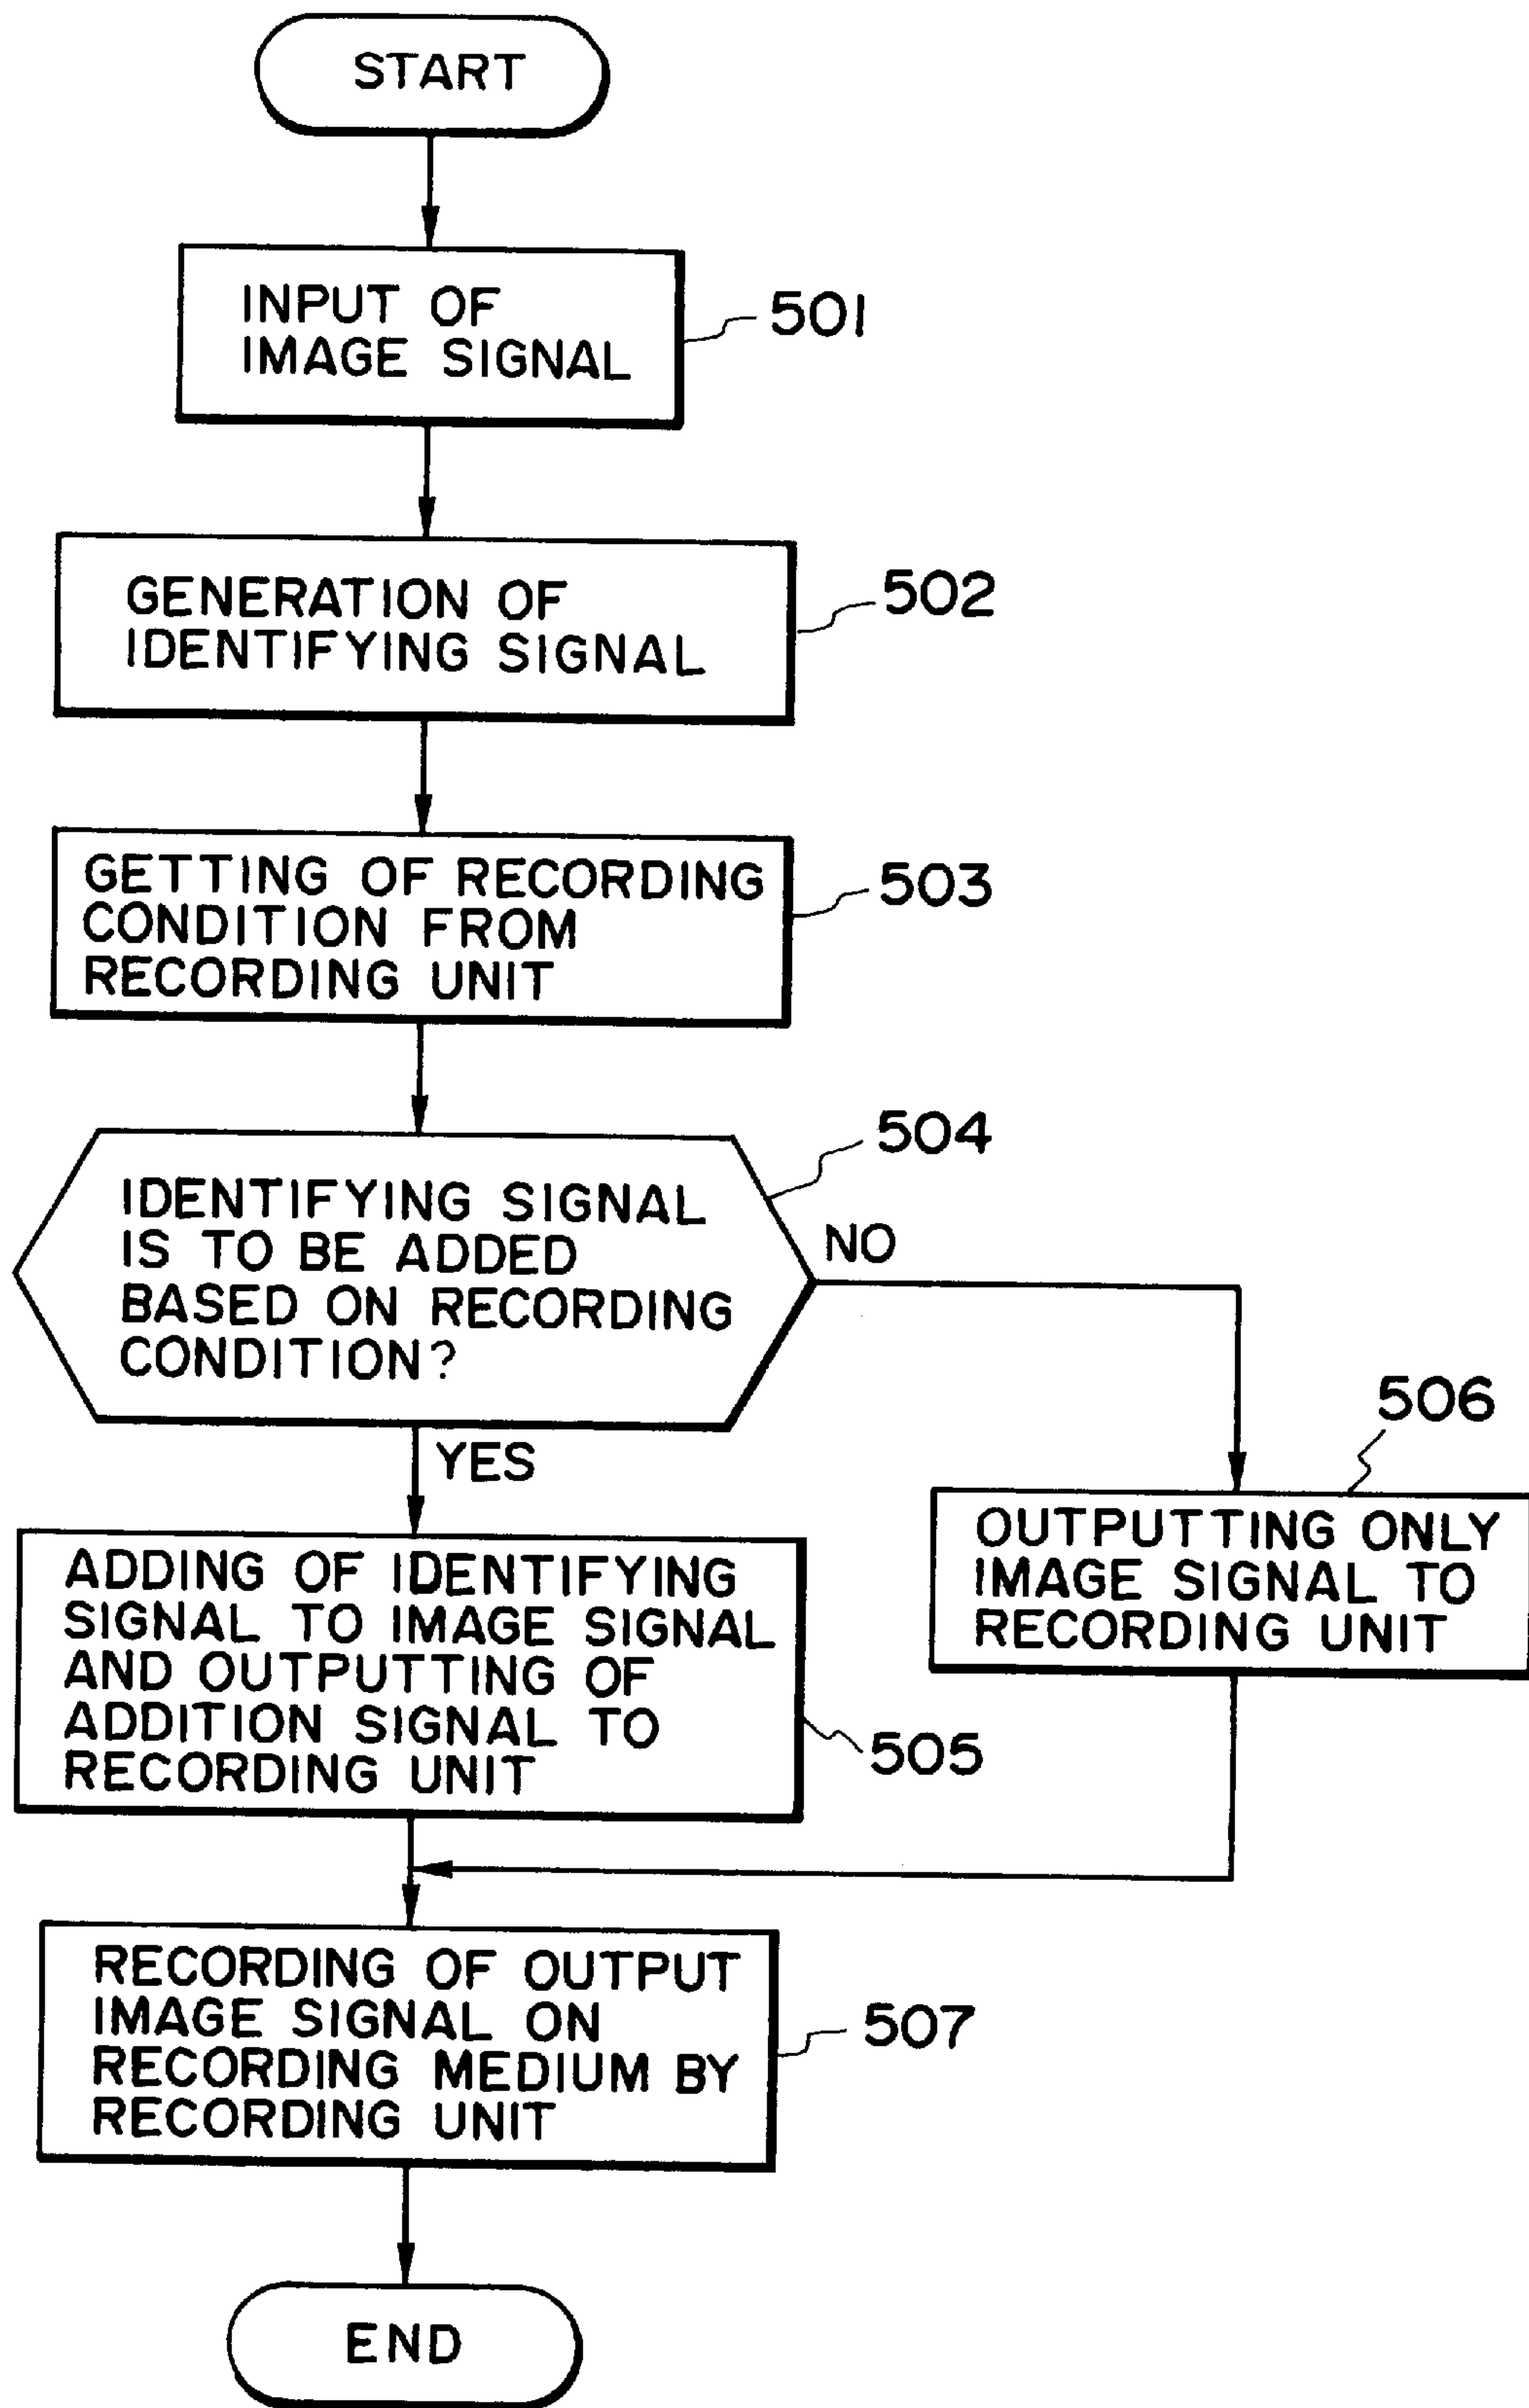 START
INPUT OF
IMAGE SIGNAL
501
GENERATION OF
IDENTIFYING SIGNAL
502
GETTING OF RECORDING
CONDITION FROM
RECORDING UNIT
503
IDENTIFYING SIGNAL
IS TO BE ADDED
BASED ON RECORDING
CONDITION?
504
NO
YES
506
OUTPUTTING ONLY
IMAGE SIGNAL TO
RECORDING UNIT
ADDING OF IDENTIFYING
SIGNAL TO IMAGE SIGNAL
AND OUTPUTTING OF
ADDITION SIGNAL TO
RECORDING UNIT
505
RECORDING OF OUTPUT
IMAGE SIGNAL ON
RECORDING MEDIUM BY
RECORDING UNIT
507
END